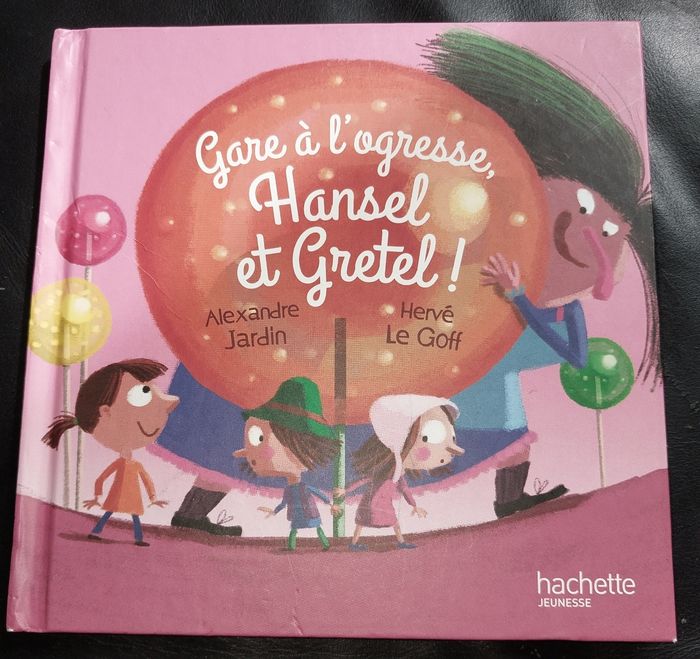 Gare à l'ogresse,
Hansel
et Gretel !
Alexandre
Jardin
Hervé
Le Goff
hachette
JEUNESSE